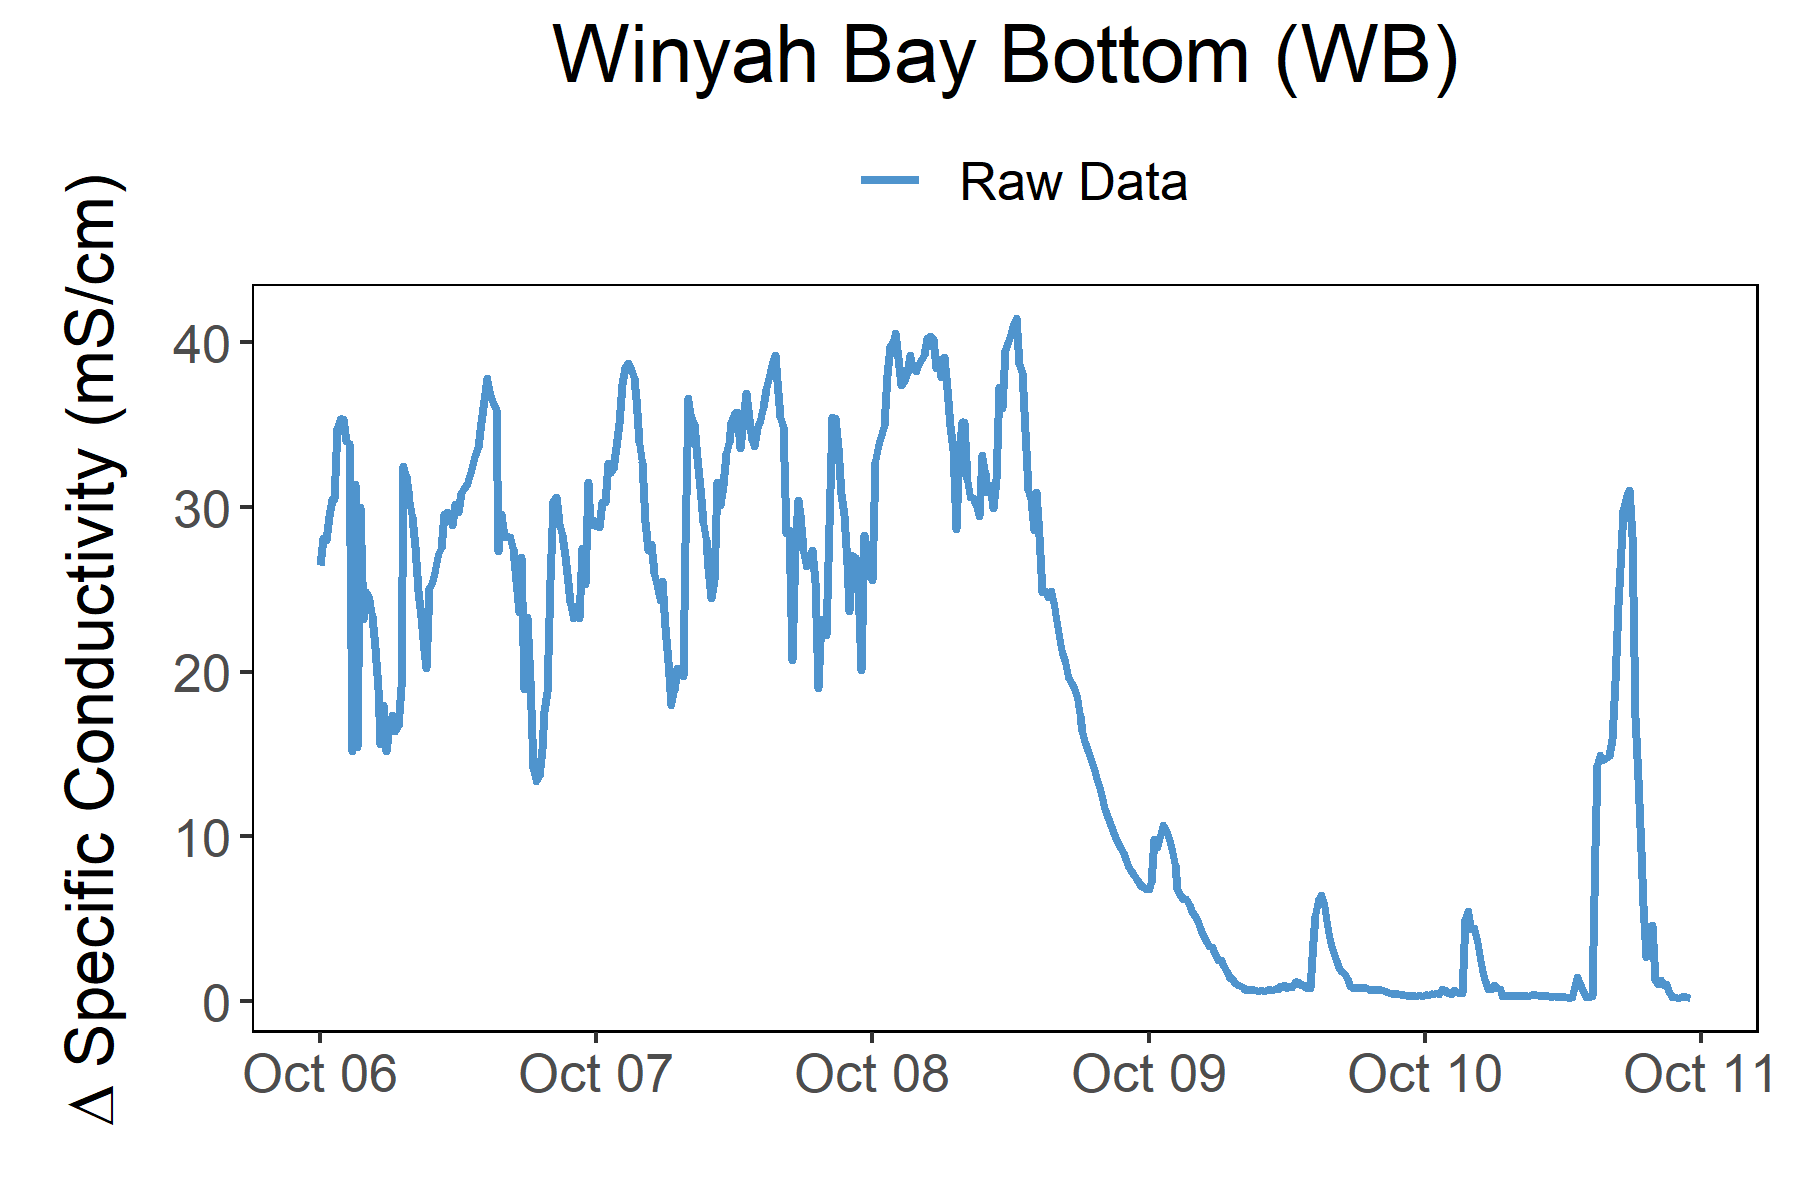 Winyah Bay Bottom (WB)
Raw Data
Δ Specific Conductivity (mS/cm)
40
30
20
10
0
Oct 06 Oct 07 Oct 08 Oct 09 Oct 10 Oct 11